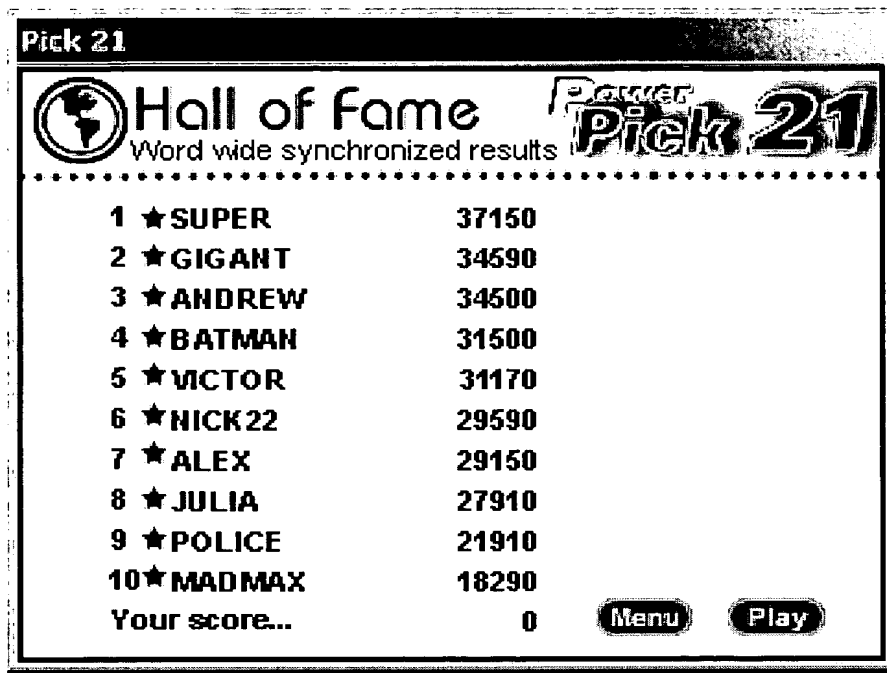 Pick 21
Hall of Fame
Word wide synchronized results
Power
Pick 21
1 ★SUPER 37150
2 ★GIGANT 34590
3 ★ANDREW 34500
4 ★BATMAN 31500
5 ★VICTOR 31170
6 ★NICK22 29590
7 ★ALEX 29150
8 ★JULIA 27910
9 ★POLICE 21910
10★MADMAX 18290
Your score... 0 Menu Play